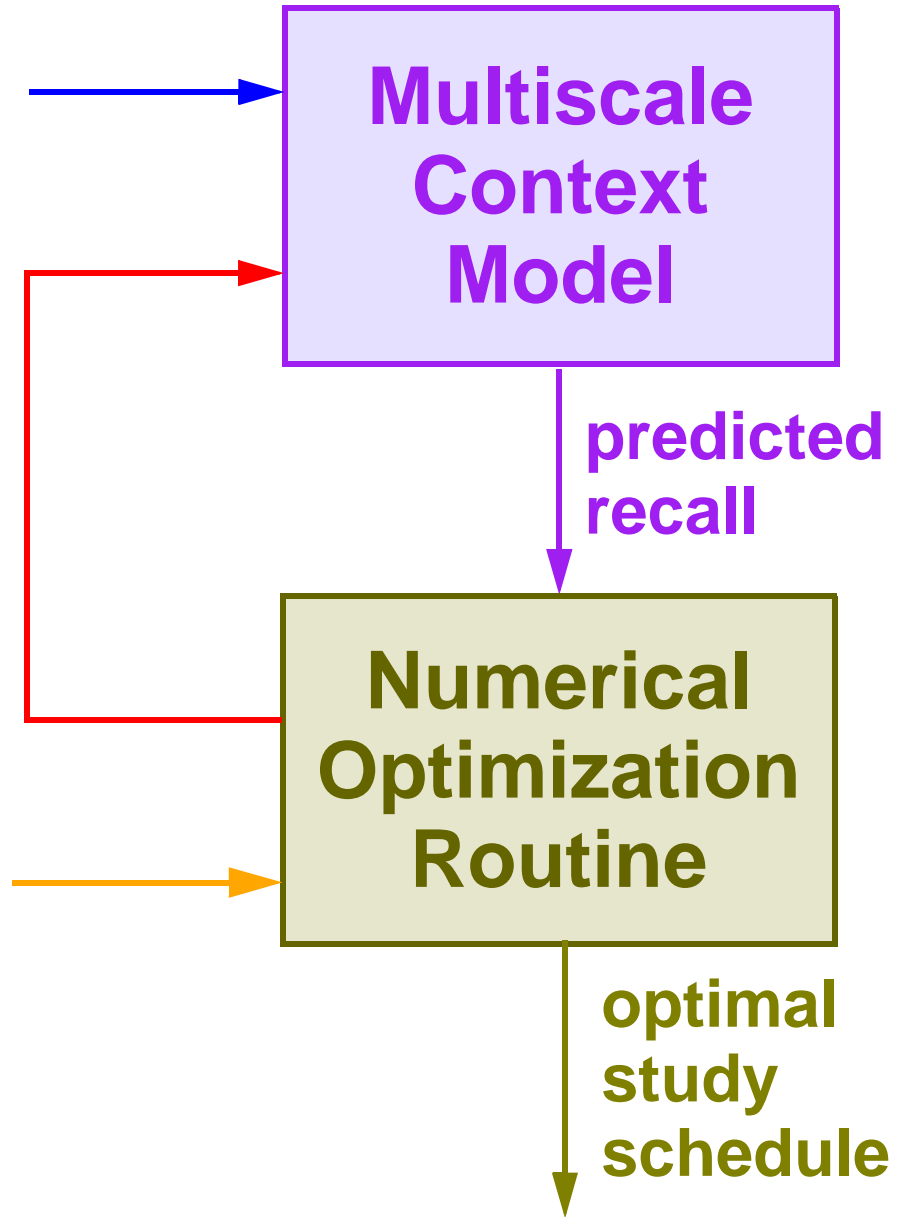 Multiscale
Context
Model
predicted
recall
Numerical
Optimization
Routine
optimal
study
schedule